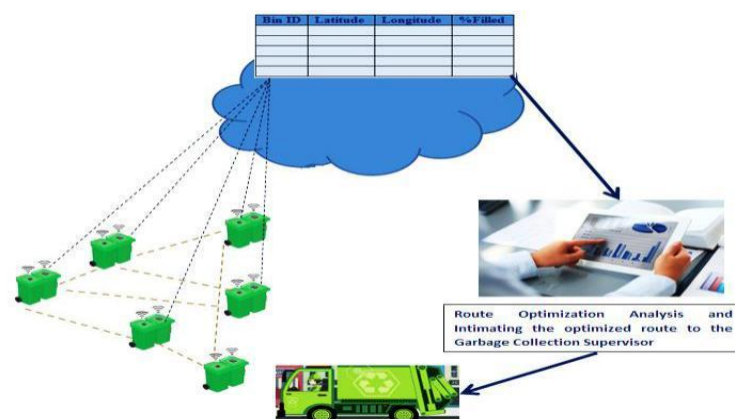 Bin ID Latitude Longitude %Filled
Route Optimization Analysis and
Intimating the optimized route to the
Garbage Collection Supervisor